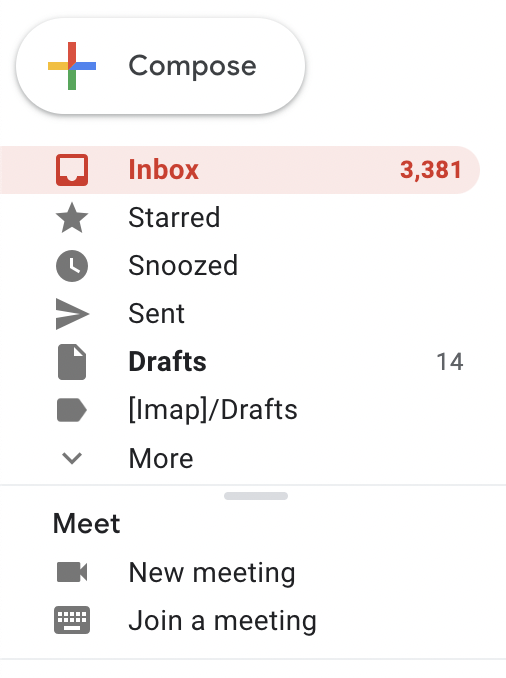 Compose
Inbox 3,381
Starred
Snoozed
Sent
Drafts 14
[Imap]/Drafts
More
Meet
New meeting
Join a meeting